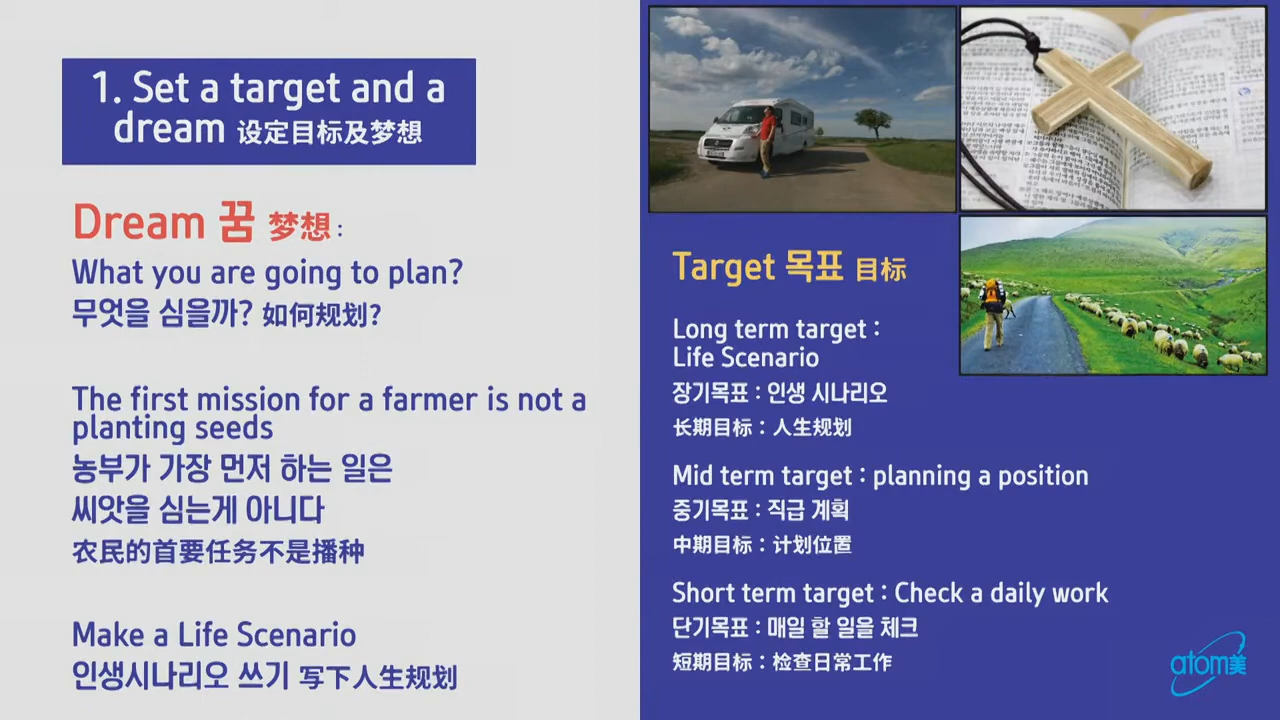 1. Set a target and a
dream 设定目标及梦想
Dream 꿈 梦想 :
What you are going to plan?
무엇을 심을까? 如何规划?
The first mission for a farmer is not a
planting seeds
농부가 가장 먼저 하는 일은
씨앗을 심는게 아니다
农民的首要任务不是播种
Make a Life Scenario
인생시나리오 쓰기 写下人生规划
Target 목표 目标
Long term target :
Life Scenario
장기목표 : 인생 시나리오
长期目标 : 人生规划
Mid term target : planning a position
중기목표 : 직급 계획
中期目标 : 计划位置
Short term target : Check a daily work
단기목표 : 매일 할 일을 체크
短期目标 : 检查日常工作
atom美